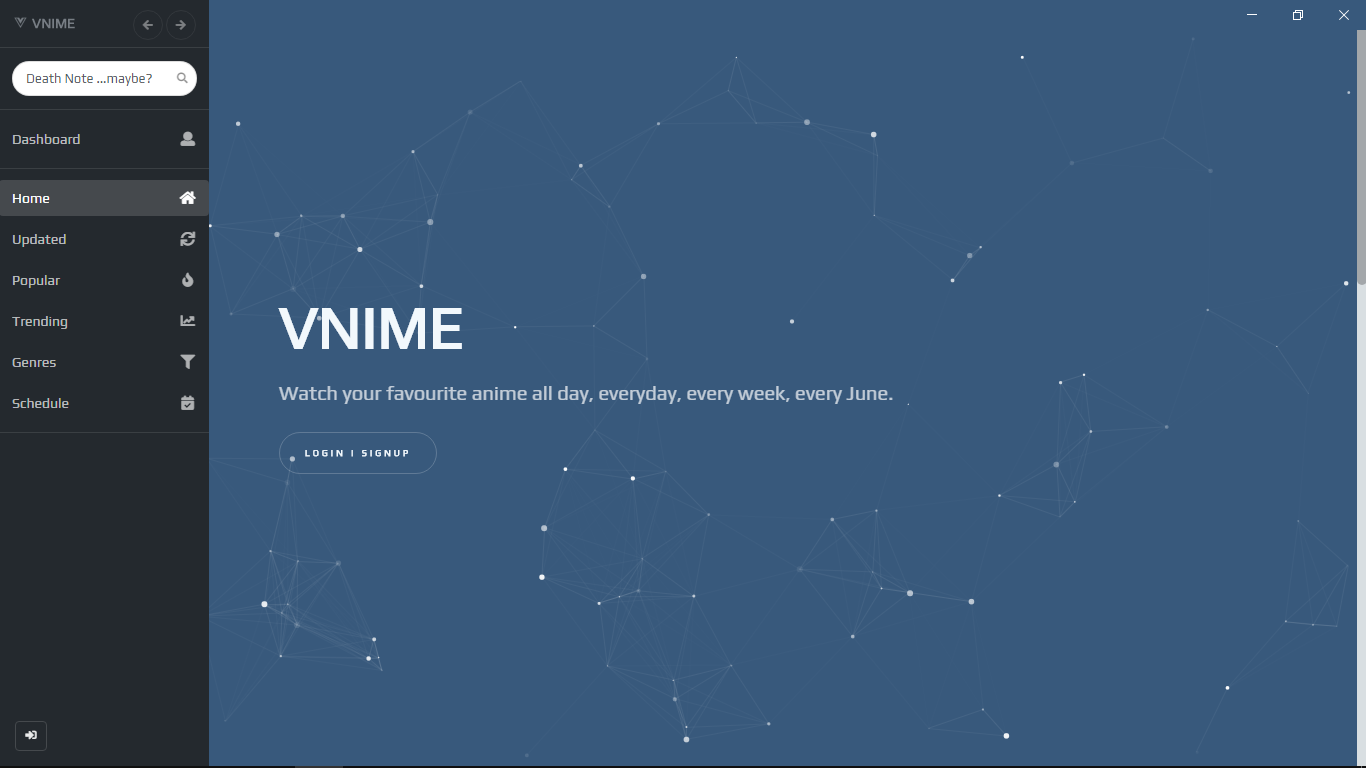 VNIME
Death Note ...maybe?
Dashboard
Home
Updated
Popular
Trending
Genres
Schedule
VNIME
Watch your favourite anime all day, everyday, every week, every June.
LOGIN | SIGNUP